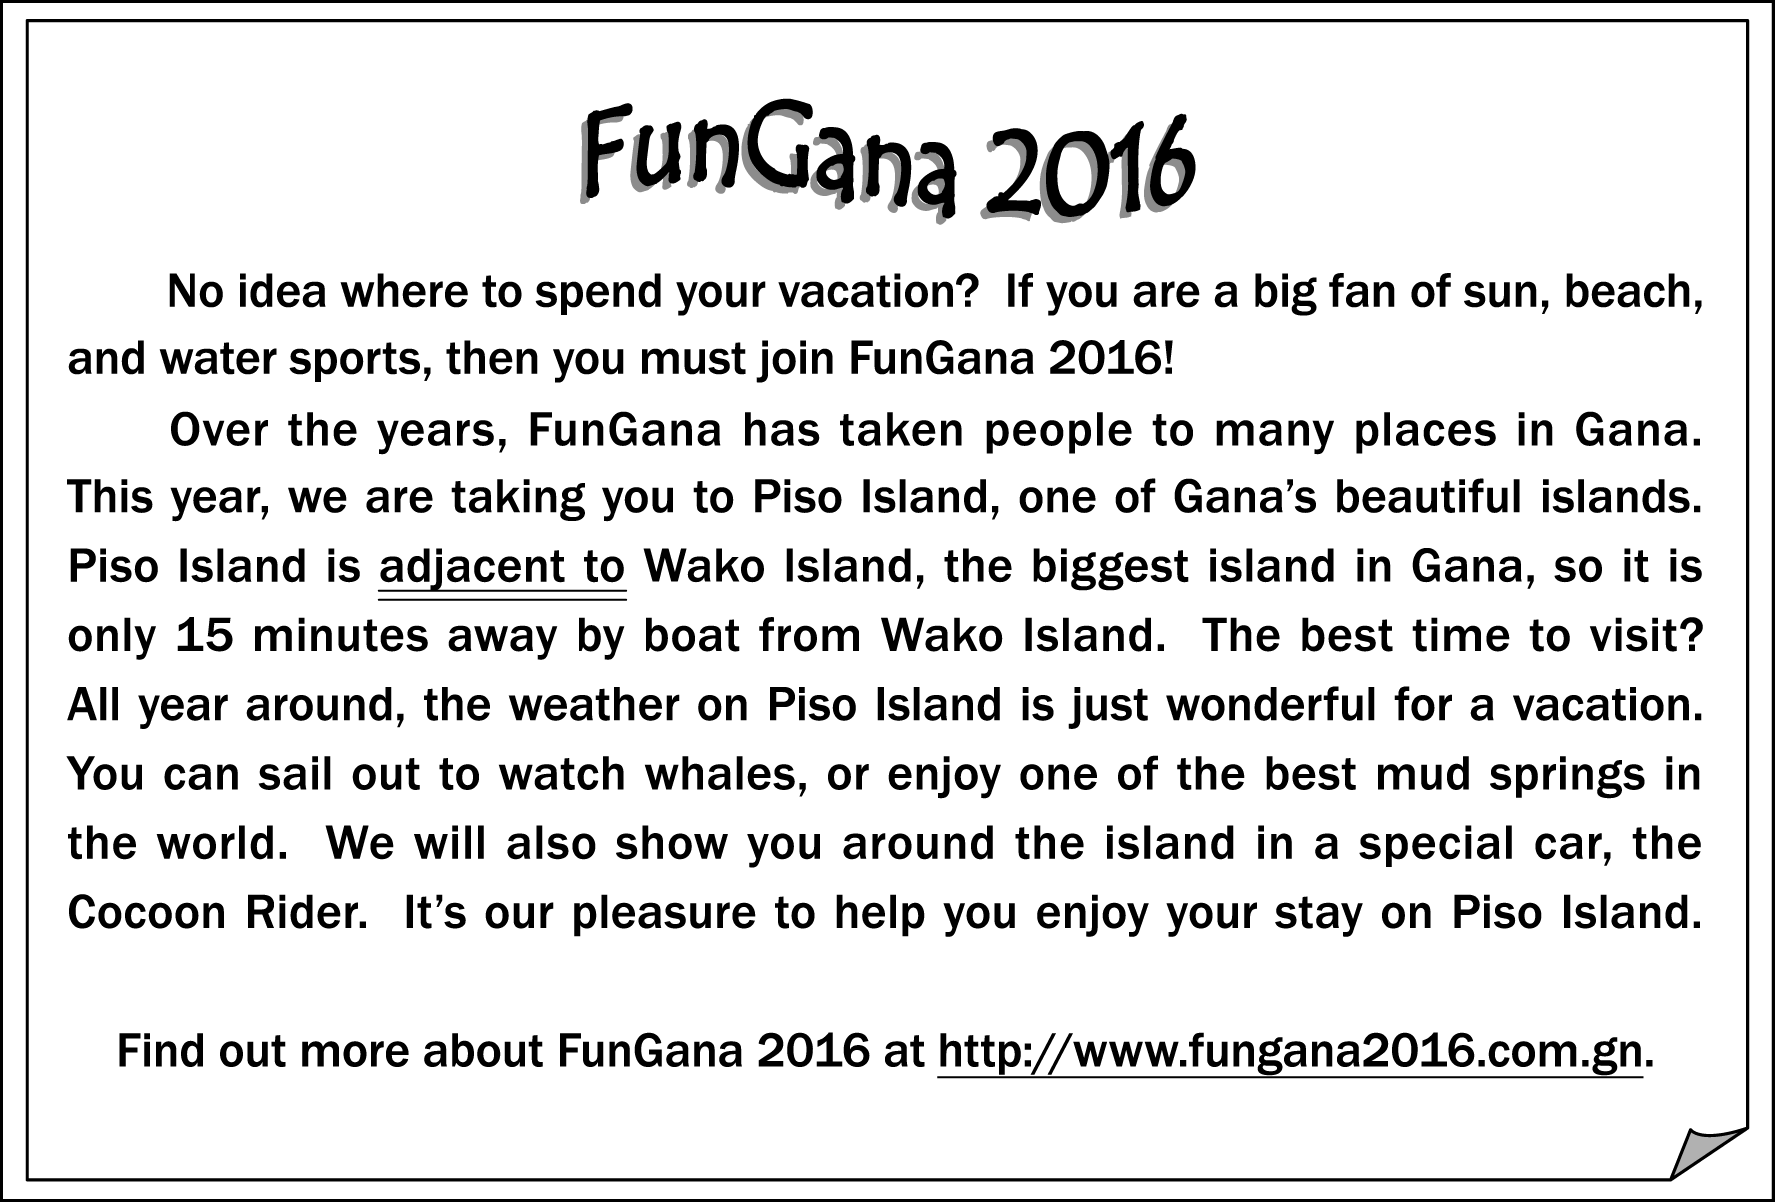 FunGana 2016
No idea where to spend your vacation? If you are a big fan of sun, beach,
and water sports, then you must join FunGana 2016!
Over the years, FunGana has taken people to many places in Gana.
This year, we are taking you to Piso Island, one of Gana’s beautiful islands.
Piso Island is adjacent to Wako Island, the biggest island in Gana, so it is
only 15 minutes away by boat from Wako Island. The best time to visit?
All year around, the weather on Piso Island is just wonderful for a vacation.
You can sail out to watch whales, or enjoy one of the best mud springs in
the world. We will also show you around the island in a special car, the
Cocoon Rider. It’s our pleasure to help you enjoy your stay on Piso Island.
Find out more about FunGana 2016 at http://www.fungana2016.com.gn.